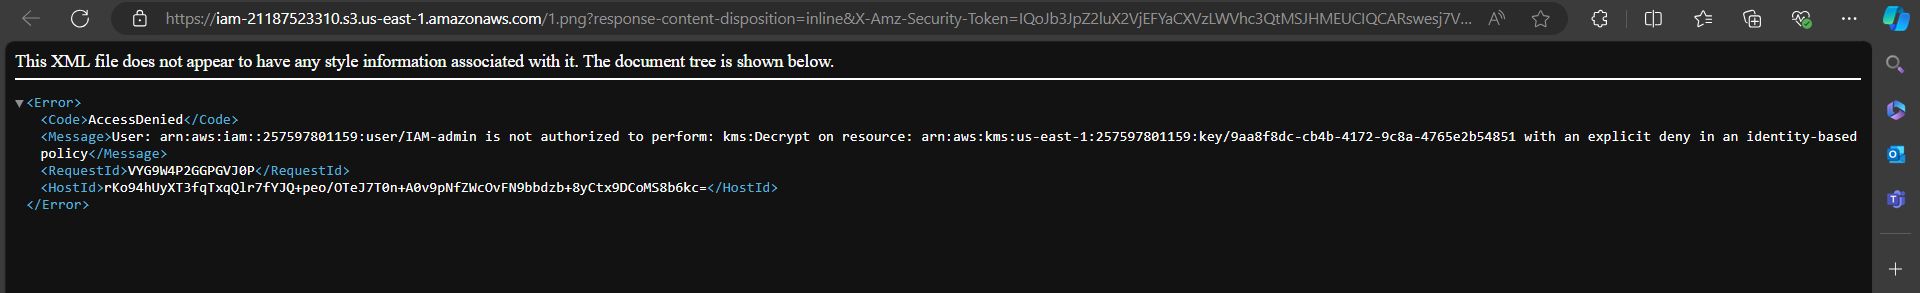 https://iam-21187523310.s3.us-east-1.amazonaws.com/1.png?response-content-disposition=inline&X-Amz-Security-Token=IQoJb3JpZ2luX2VjEFYaCXVzLWVhc3QtMSJHMEUCIQCARswesj7V...
This XML file does not appear to have any style information associated with it. The document tree is shown below.
▼<Error>
<Code>AccessDenied</Code>
<Message>User: arn:aws:iam::257597801159:user/IAM-admin is not authorized to perform: kms:Decrypt on resource: arn:aws:kms:us-east-1:257597801159:key/9aa8f8dc-cb4b-4172-9c8a-4765e2b54851 with an explicit deny in an identity-based
policy</Message>
<RequestId>VYG9W4P2GGPGVJ0P</RequestId>
<HostId>rKo94hUyXT3fqTxqQlr7fYJQ+peo/OTeJ7T0n+A0v9pNfZWcOvFN9bbdzb+8yCtx9DCoMS8b6kc=</HostId>
</Error>